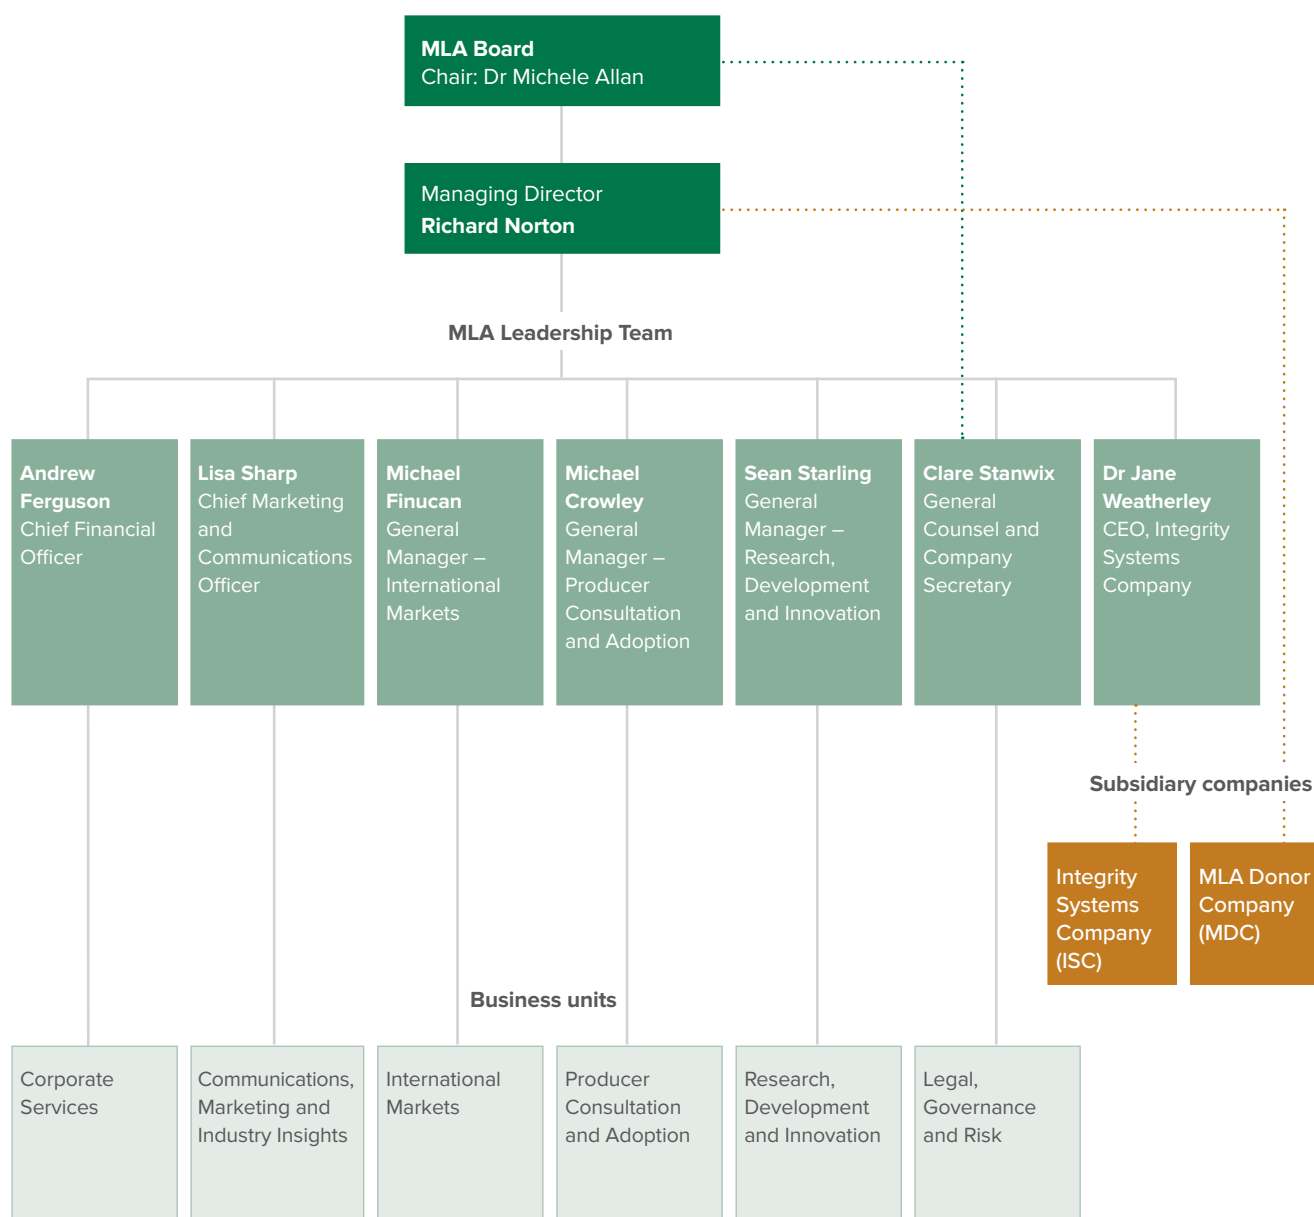 MLA Board
Chair: Dr Michele Allan
Managing Director
Richard Norton
MLA Leadership Team
Andrew
Ferguson
Chief Financial
Officer
Lisa Sharp
Chief Marketing
and
Communications
Officer
Michael
Finucan
General
Manager –
International
Markets
Michael
Crowley
General
Manager –
Producer
Consultation
and Adoption
Sean Starling
General
Manager –
Research,
Development
and Innovation
Clare Stanwix
General
Counsel and
Company
Secretary
Dr Jane
Weatherley
CEO, Integrity
Systems
Company
Subsidiary companies
Integrity
Systems
Company
(ISC)
MLA Donor
Company
(MDC)
Business units
Corporate
Services
Communications,
Marketing and
Industry Insights
International
Markets
Producer
Consultation
and Adoption
Research,
Development
and Innovation
Legal,
Governance
and Risk